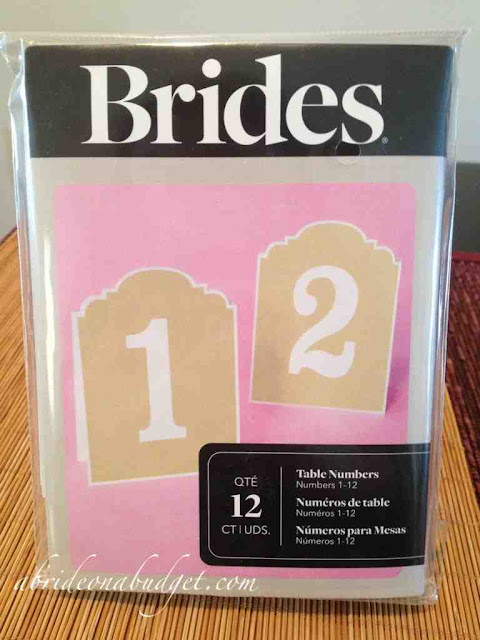 Brides®
1
2
QTÉ
12
CT | UDS.
Table Numbers
Numbers 1-12
Numéros de table
Numéros 1-12
Números para Mesas
Números 1-12
abrideonabudget.com